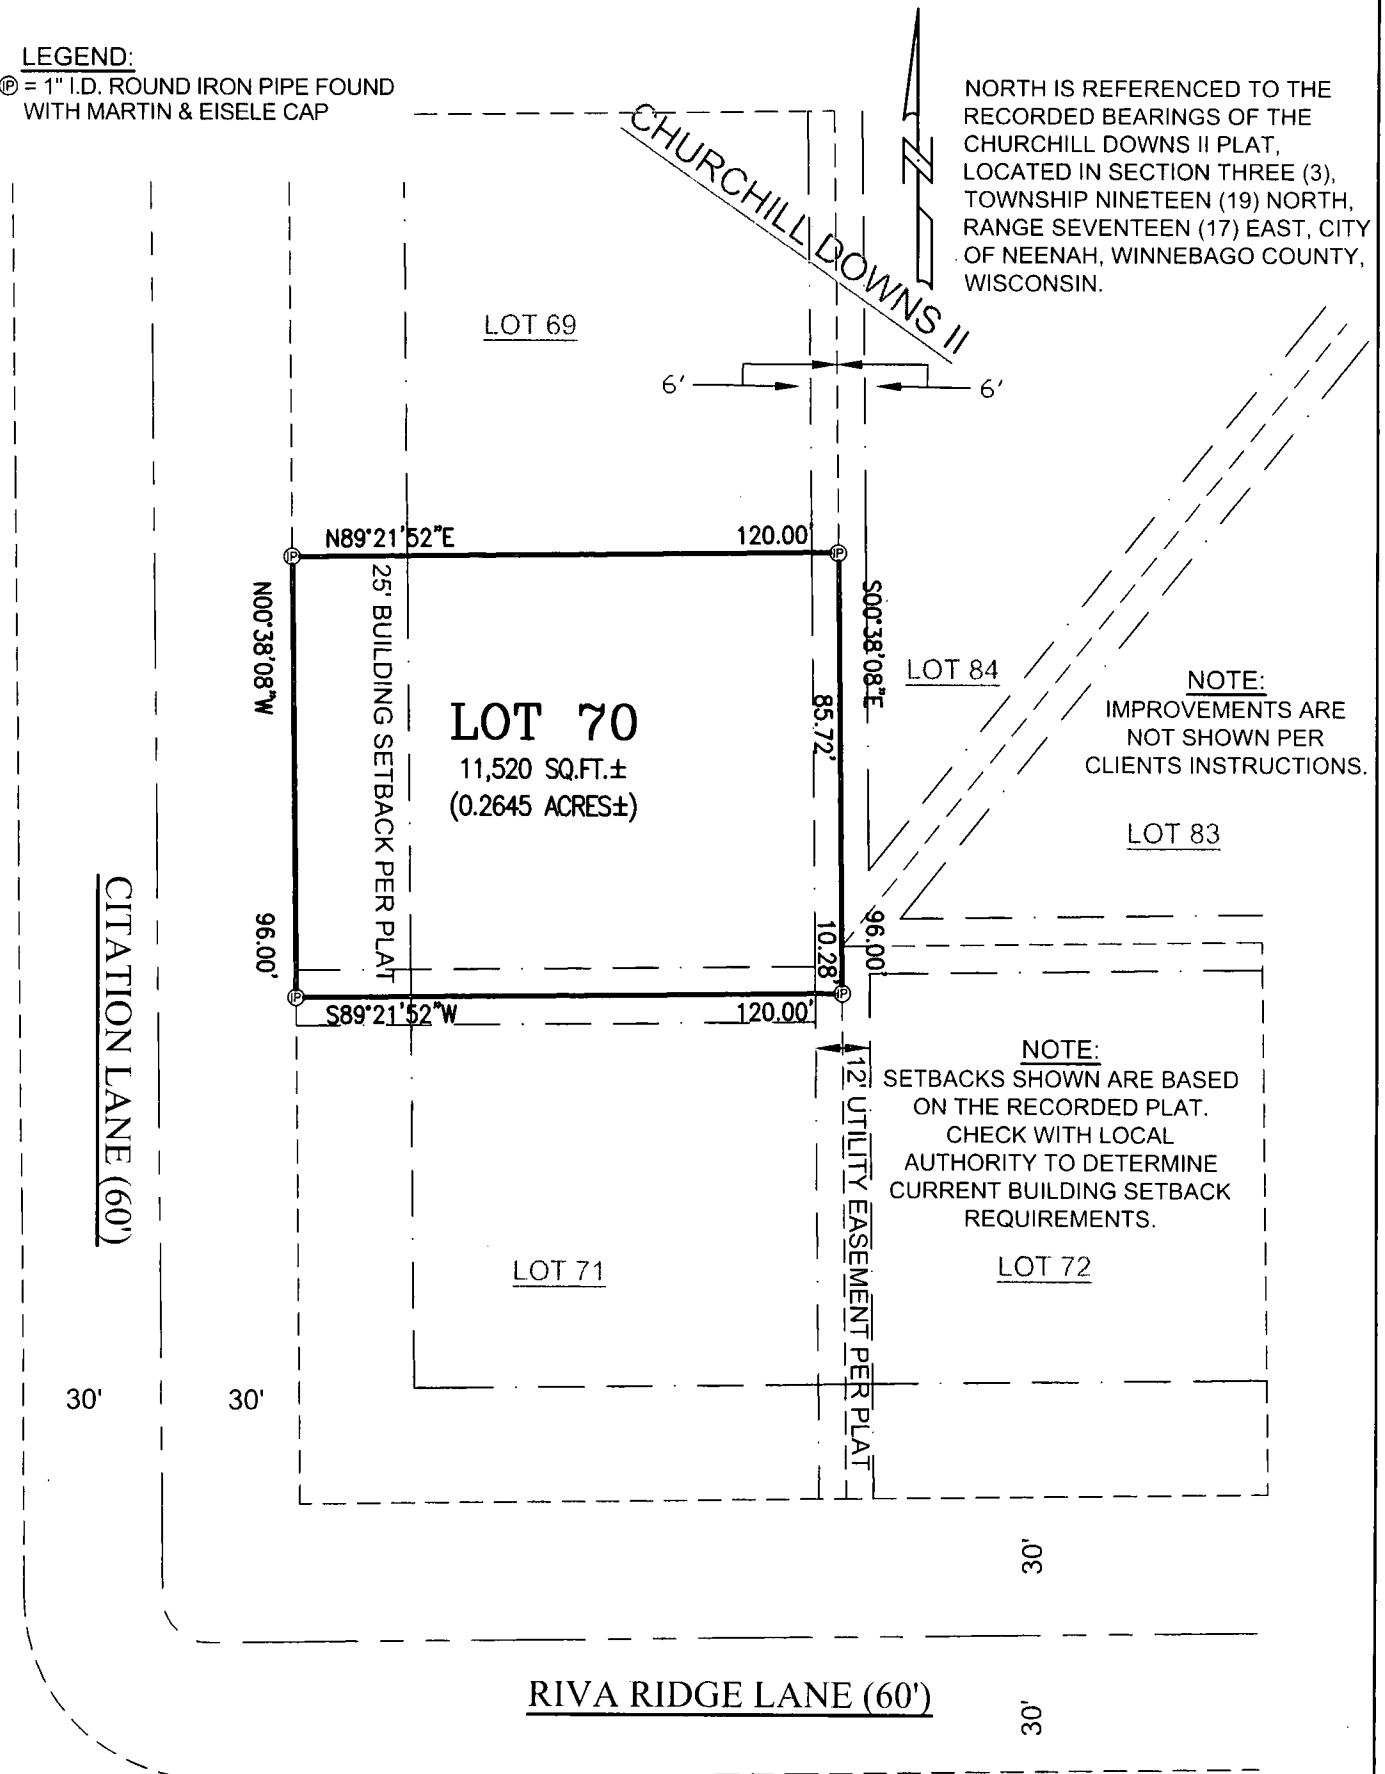 LEGEND:
IP = 1" I.D. ROUND IRON PIPE FOUND
WITH MARTIN & EISELE CAP
CHURCHILL DOWNS II
N
NORTH IS REFERENCED TO THE
RECORDED BEARINGS OF THE
CHURCHILL DOWNS II PLAT,
LOCATED IN SECTION THREE (3),
TOWNSHIP NINETEEN (19) NORTH,
RANGE SEVENTEEN (17) EAST, CITY
OF NEENAH, WINNEBAGO COUNTY,
WISCONSIN.
LOT 69
6'
6'
N89°21'52"E
120.00'
IP
IP
N00°38'08"W
96.00'
25' BUILDING SETBACK PER PLAT
LOT 70
11,520 SQ.FT.±
(0.2645 ACRES±)
S00°38'08"E
96.00'
85.72'
10.28'
LOT 84
NOTE:
IMPROVEMENTS ARE
NOT SHOWN PER
CLIENTS INSTRUCTIONS.
LOT 83
IP
IP
S89°21'52"W
120.00'
CITATION LANE (60')
12' UTILITY EASEMENT PER PLAT
NOTE:
SETBACKS SHOWN ARE BASED
ON THE RECORDED PLAT.
CHECK WITH LOCAL
AUTHORITY TO DETERMINE
CURRENT BUILDING SETBACK
REQUIREMENTS.
LOT 71
LOT 72
30'
30'
30'
RIVA RIDGE LANE (60')
30'